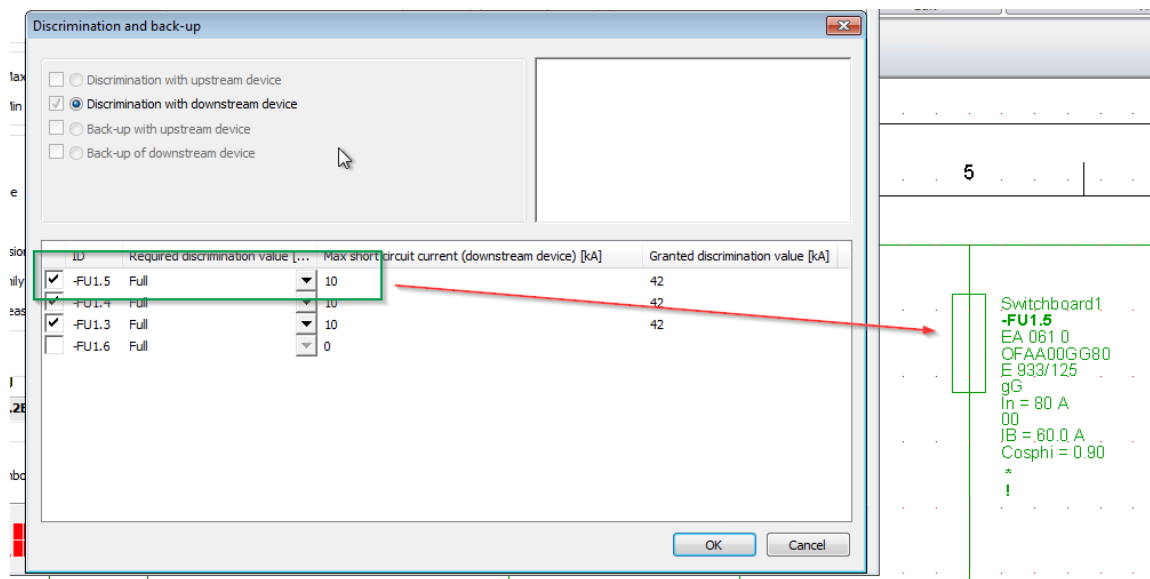 Discrimination and back-up
Discrimination with upstream device
Discrimination with downstream device
Back-up with upstream device
Back-up of downstream device
ID Required discrimination value [... Max short circuit current (downstream device) [kA] Granted discrimination value [kA]
-FU1.5 Full 10 42
-FU1.4 Full 10 42
-FU1.3 Full 10 42
-FU1.6 Full 0
OK Cancel
5
Switchboard1
-FU1.5
EA 061 0
OFAA00GG80
E 933/125
gG
In = 80 A
00
IB = 60.0 A
Cosphi = 0.90
*
!